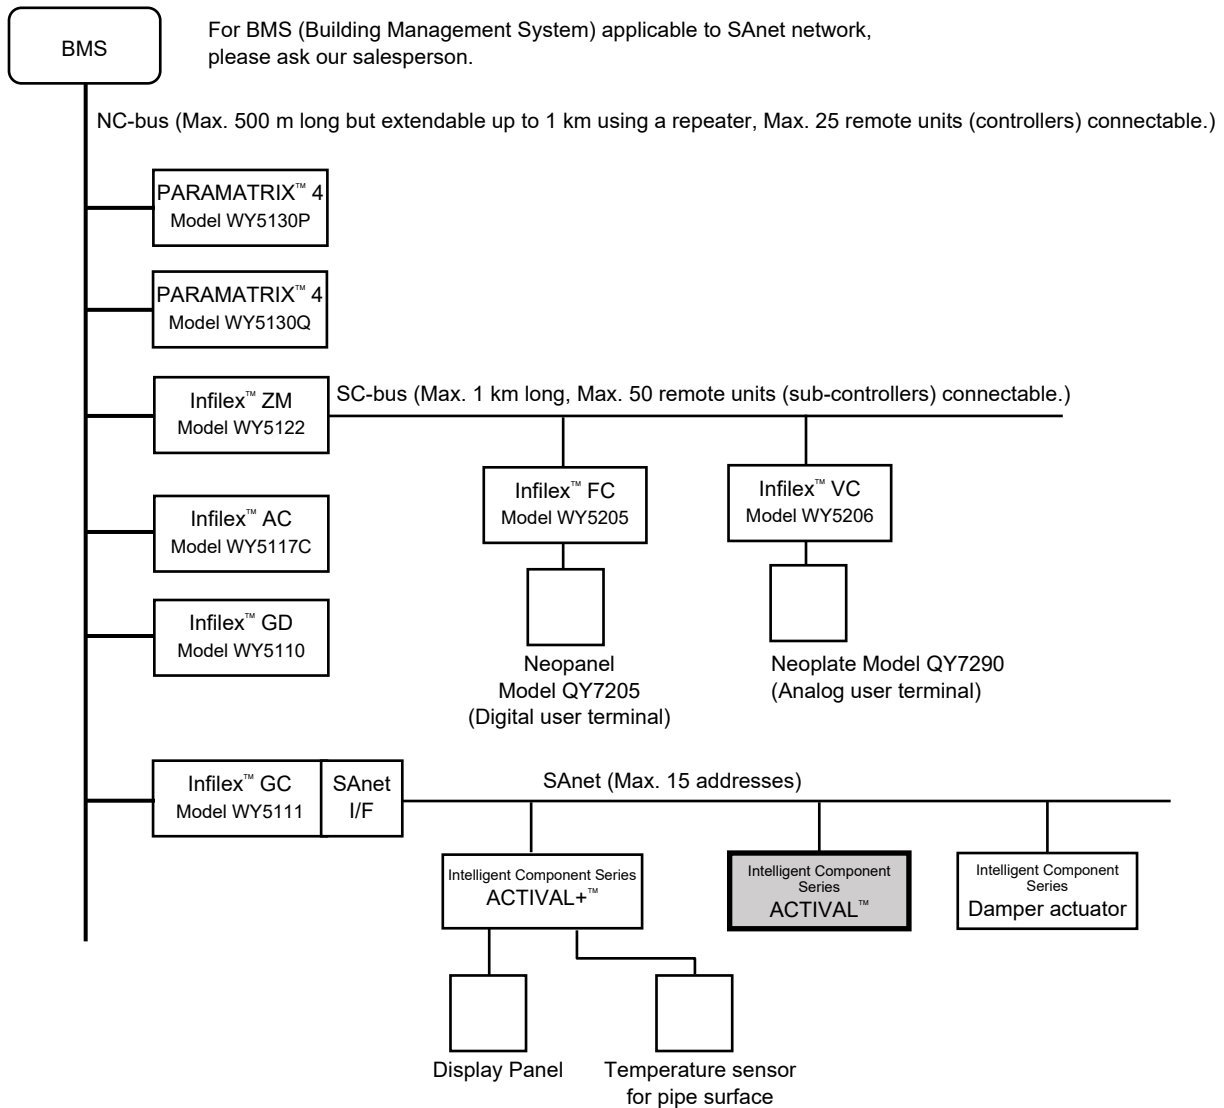 BMS
For BMS (Building Management System) applicable to SAnet network,
please ask our salesperson.
NC-bus (Max. 500 m long but extendable up to 1 km using a repeater, Max. 25 remote units (controllers) connectable.)
PARAMATRIX™ 4
Model WY5130P
PARAMATRIX™ 4
Model WY5130Q
Infilex™ ZM
Model WY5122
SC-bus (Max. 1 km long, Max. 50 remote units (sub-controllers) connectable.)
Infilex™ FC
Model WY5205
Infilex™ VC
Model WY5206
Infilex™ AC
Model WY5117C
Infilex™ GD
Model WY5110
Neopanel
Model QY7205
(Digital user terminal)
Neoplate Model QY7290
(Analog user terminal)
Infilex™ GC
Model WY5111
SAnet
I/F
SAnet (Max. 15 addresses)
Intelligent Component Series
ACTIVAL+™
Intelligent Component
Series
ACTIVAL™
Intelligent Component
Series
Damper actuator
Display Panel
Temperature sensor
for pipe surface